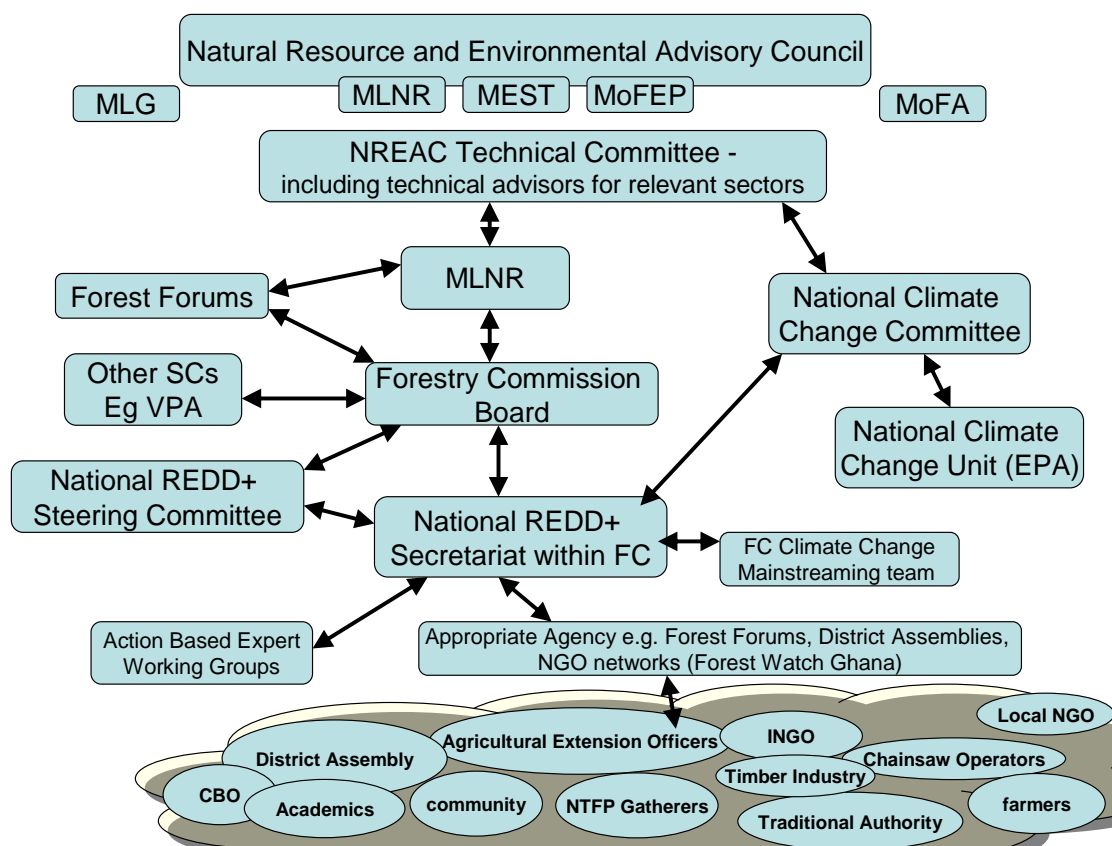 Natural Resource and Environmental Advisory Council
MLG
MLNR
MEST
MoFEP
MoFA
NREAC Technical Committee -
including technical advisors for relevant sectors
MLNR
Forest Forums
National Climate
Change Committee
Other SCs
Eg VPA
Forestry Commission
Board
National Climate
Change Unit (EPA)
National REDD+
Steering Committee
National REDD+
Secretariat within FC
FC Climate Change
Mainstreaming team
Action Based Expert
Working Groups
Appropriate Agency e.g. Forest Forums, District Assemblies,
NGO networks (Forest Watch Ghana)
Local NGO
Agricultural Extension Officers
INGO
District Assembly
Chainsaw Operators
Timber Industry
CBO
Academics
community
NTFP Gatherers
farmers
Traditional Authority